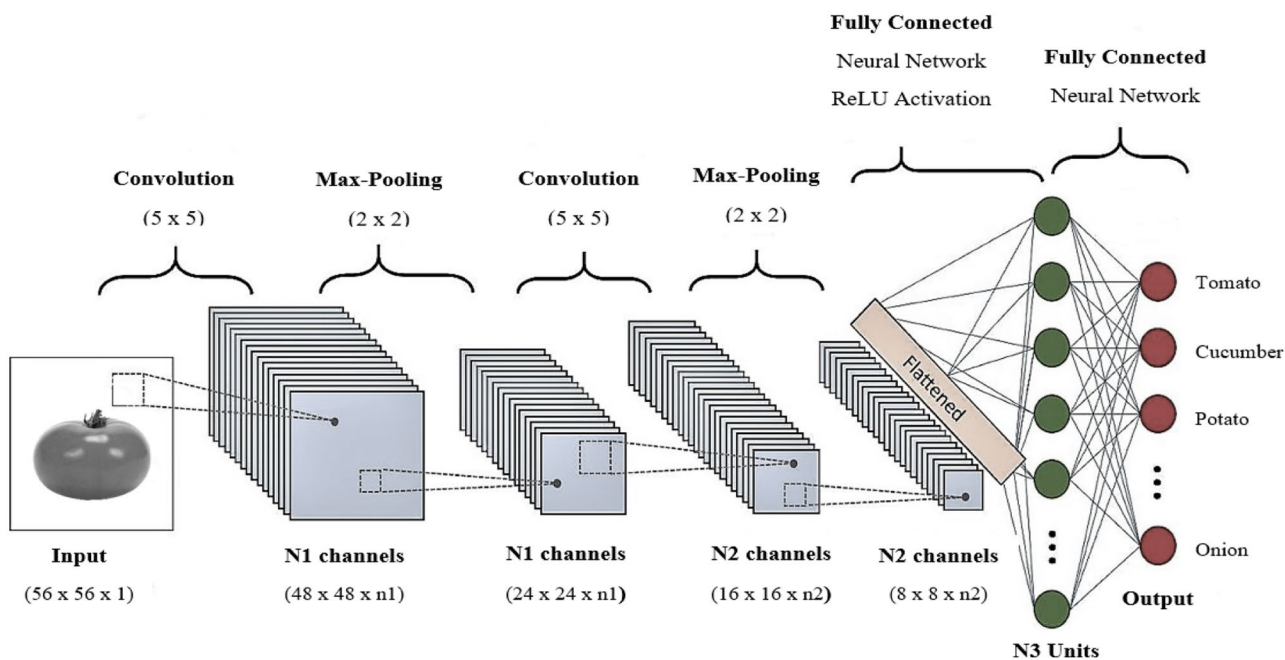 Fully Connected
Neural Network
ReLU Activation
Fully Connected
Neural Network
Convolution
(5 x 5)
Max-Pooling
(2 x 2)
Convolution
(5 x 5)
Max-Pooling
(2 x 2)
Flattened
Tomato
Cucumber
Potato
Onion
Input
(56 x 56 x 1)
N1 channels
(48 x 48 x n1)
N1 channels
(24 x 24 x n1)
N2 channels
(16 x 16 x n2)
N2 channels
(8 x 8 x n2)
Output
N3 Units